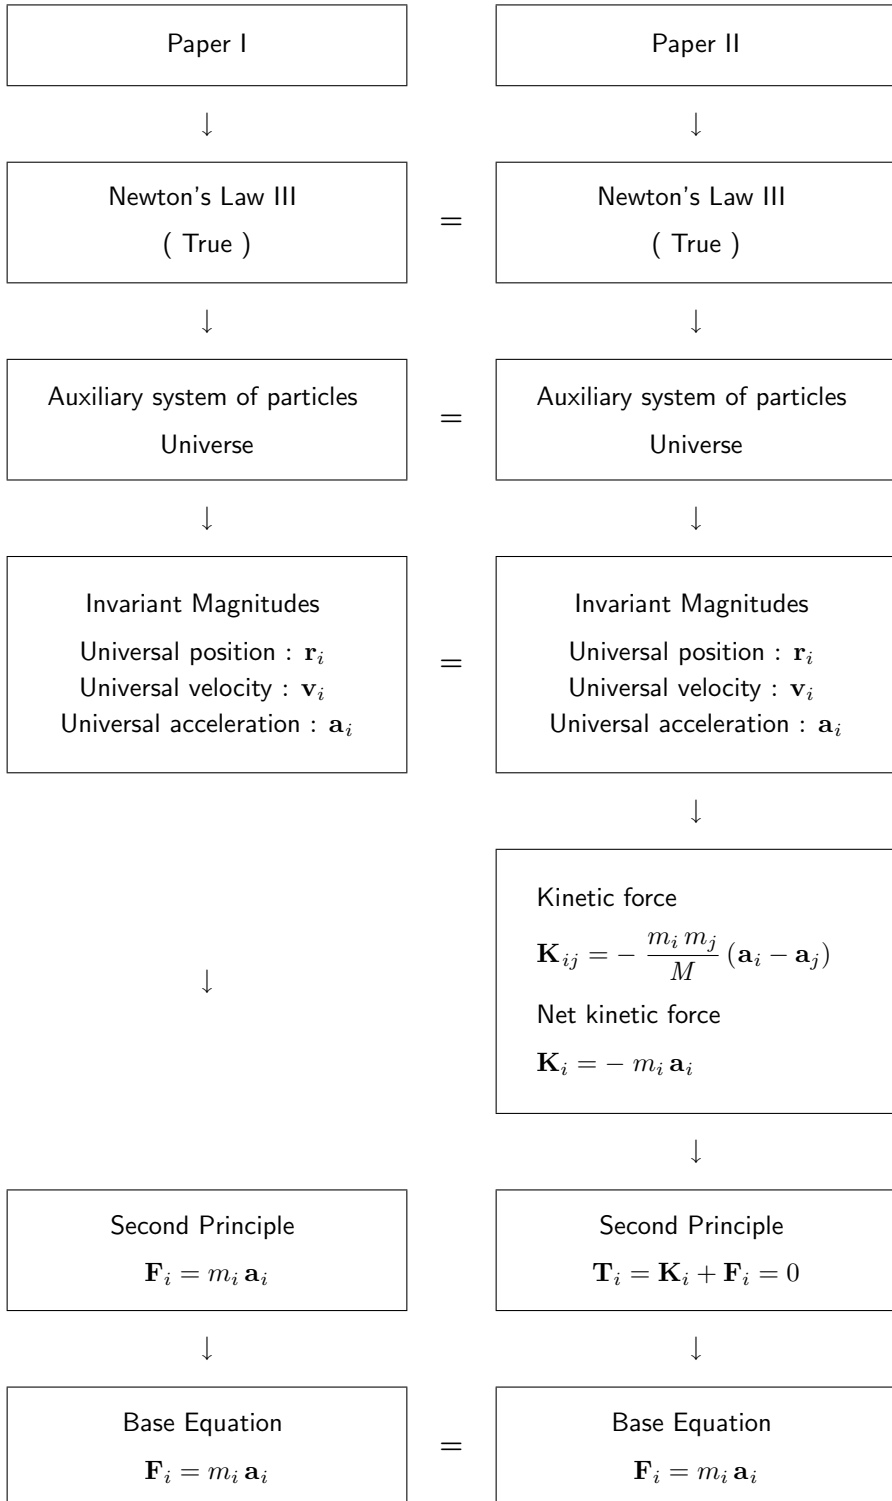 Paper I
Paper II
↓
↓
Newton's Law III
( True )
=
Newton's Law III
( True )
↓
↓
Auxiliary system of particles
Universe
=
Auxiliary system of particles
Universe
↓
↓
Invariant Magnitudes
Universal position : r_i
Universal velocity : v_i
Universal acceleration : a_i
=
Invariant Magnitudes
Universal position : r_i
Universal velocity : v_i
Universal acceleration : a_i
↓
↓
Kinetic force
K_ij = − m_i m_j / M (a_i − a_j)
Net kinetic force
K_i = − m_i a_i
↓
Second Principle
F_i = m_i a_i
Second Principle
T_i = K_i + F_i = 0
↓
↓
Base Equation
F_i = m_i a_i
=
Base Equation
F_i = m_i a_i